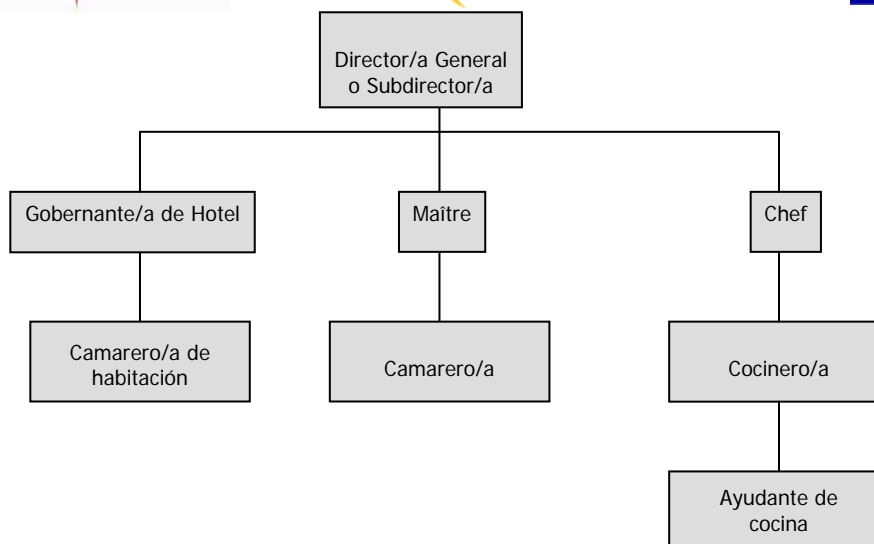 Director/a General
o Subdirector/a
Gobernante/a de Hotel
Maître
Chef
Camarero/a de
habitación
Camarero/a
Cocinero/a
Ayudante de
cocina